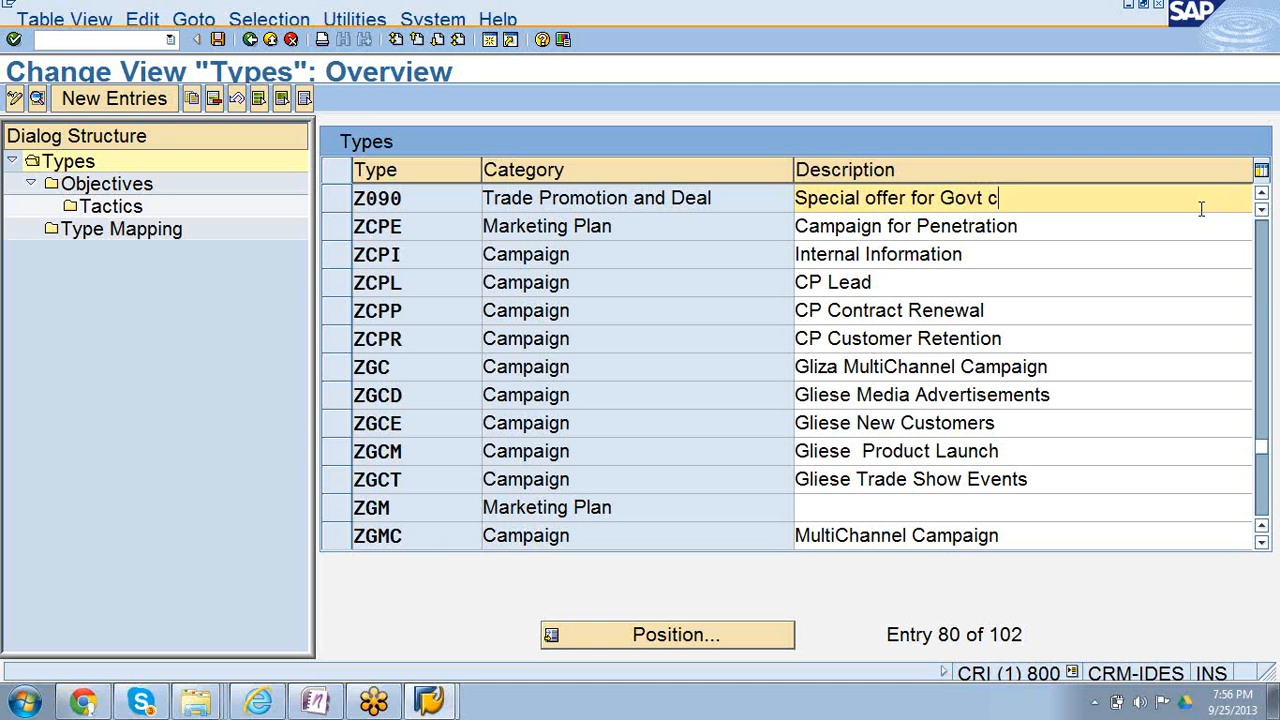 Table View Edit Goto Selection Utilities System Help
SAP
Change View "Types": Overview
New Entries
Dialog Structure
Types
Objectives
Tactics
Type Mapping
Types
Type Category Description
Z090 Trade Promotion and Deal Special offer for Govt c
ZCPE Marketing Plan Campaign for Penetration
ZCPI Campaign Internal Information
ZCPL Campaign CP Lead
ZCPP Campaign CP Contract Renewal
ZCPR Campaign CP Customer Retention
ZGC Campaign Gliza MultiChannel Campaign
ZGCD Campaign Gliese Media Advertisements
ZGCE Campaign Gliese New Customers
ZGCM Campaign Gliese  Product Launch
ZGCT Campaign Gliese Trade Show Events
ZGM Marketing Plan
ZGMC Campaign MultiChannel Campaign
Position... Entry 80 of 102
CRI (1) 800 CRM-IDES INS
7:56 PM
9/25/2013